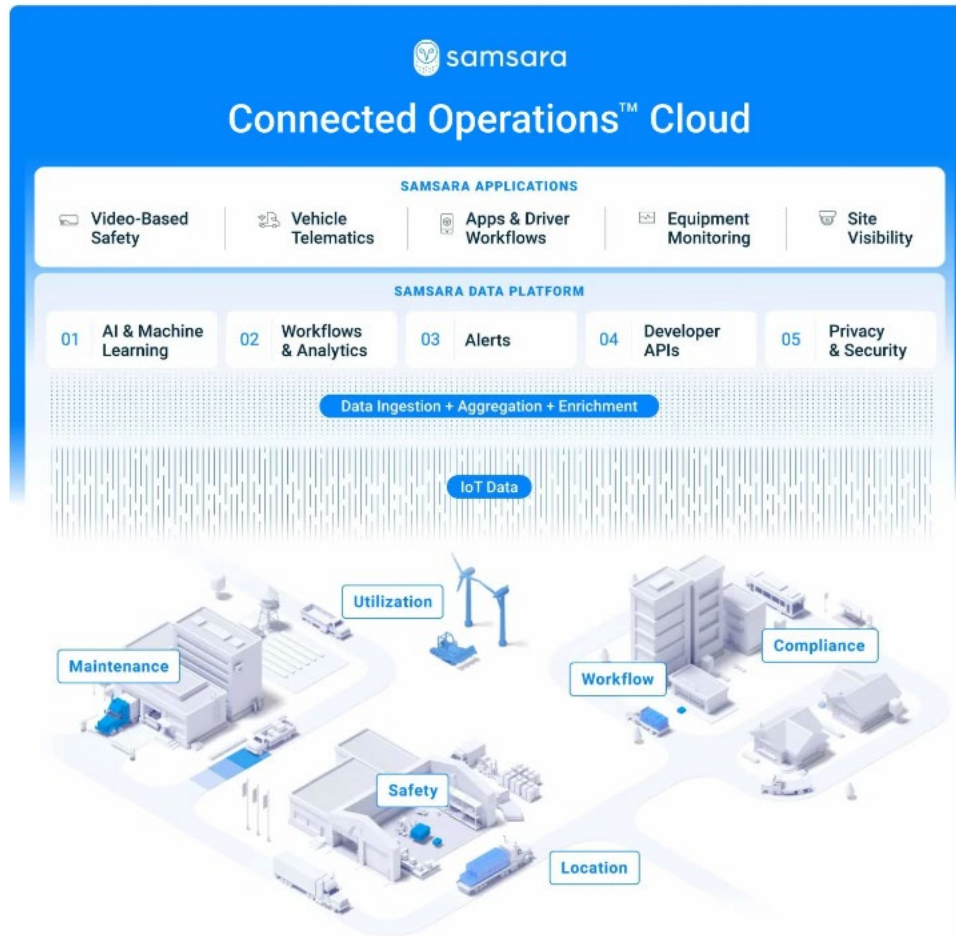 samsara
Connected Operations™ Cloud
SAMSARA APPLICATIONS
Video-Based
Safety
Vehicle
Telematics
Apps & Driver
Workflows
Equipment
Monitoring
Site
Visibility
SAMSARA DATA PLATFORM
01
AI & Machine
Learning
02
Workflows
& Analytics
03
Alerts
04
Developer
APIs
05
Privacy
& Security
Data Ingestion + Aggregation + Enrichment
IoT Data
Utilization
Maintenance
Compliance
Workflow
Safety
Location